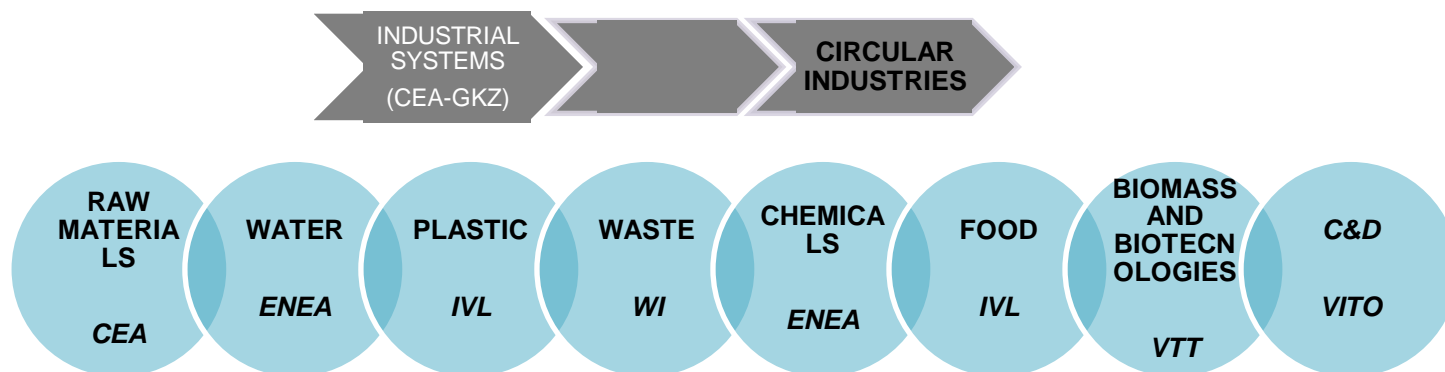 INDUSTRIAL
SYSTEMS
(CEA-GKZ)
CIRCULAR
INDUSTRIES
RAW
MATERIA
LS
CEA
WATER
ENEA
PLASTIC
IVL
WASTE
WI
CHEMICA
LS
ENEA
FOOD
IVL
BIOMASS
AND
BIOTECN
OLOGIES
VTT
C&D
VITO